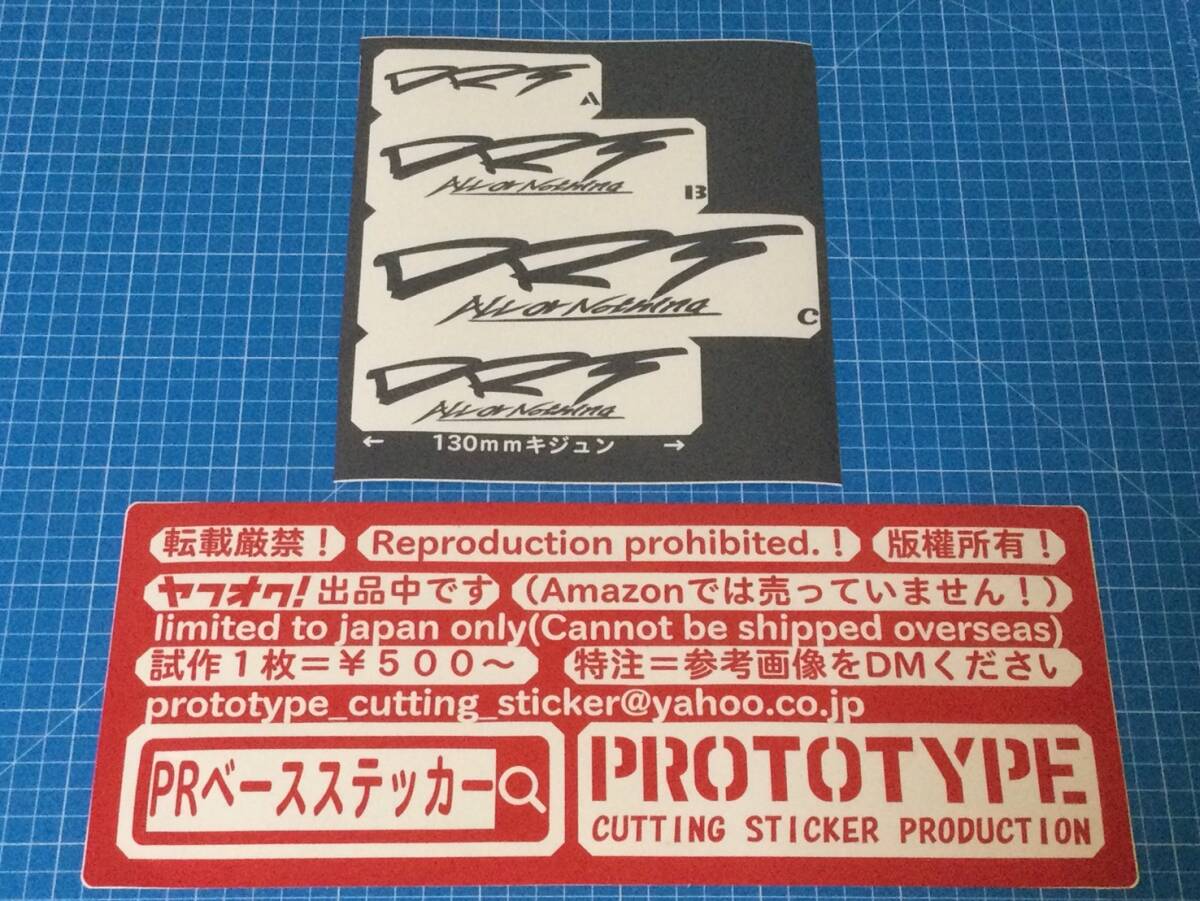 DRT
A
DRT
All or Nothing
B
DRT
All or Nothing
C
DRT
All or Nothing
← 130mmキジュン →
転載厳禁! Reproduction prohibited.! 版權所有!
ヤフオク!出品中です (Amazonでは売っていません!)
limited to japan only(Cannot be shipped overseas)
試作1枚=¥500〜 特注=参考画像をDMください
prototype_cutting_sticker@yahoo.co.jp
PRベースステッカー
PROTOTYPE
CUTTING STICKER PRODUCTION